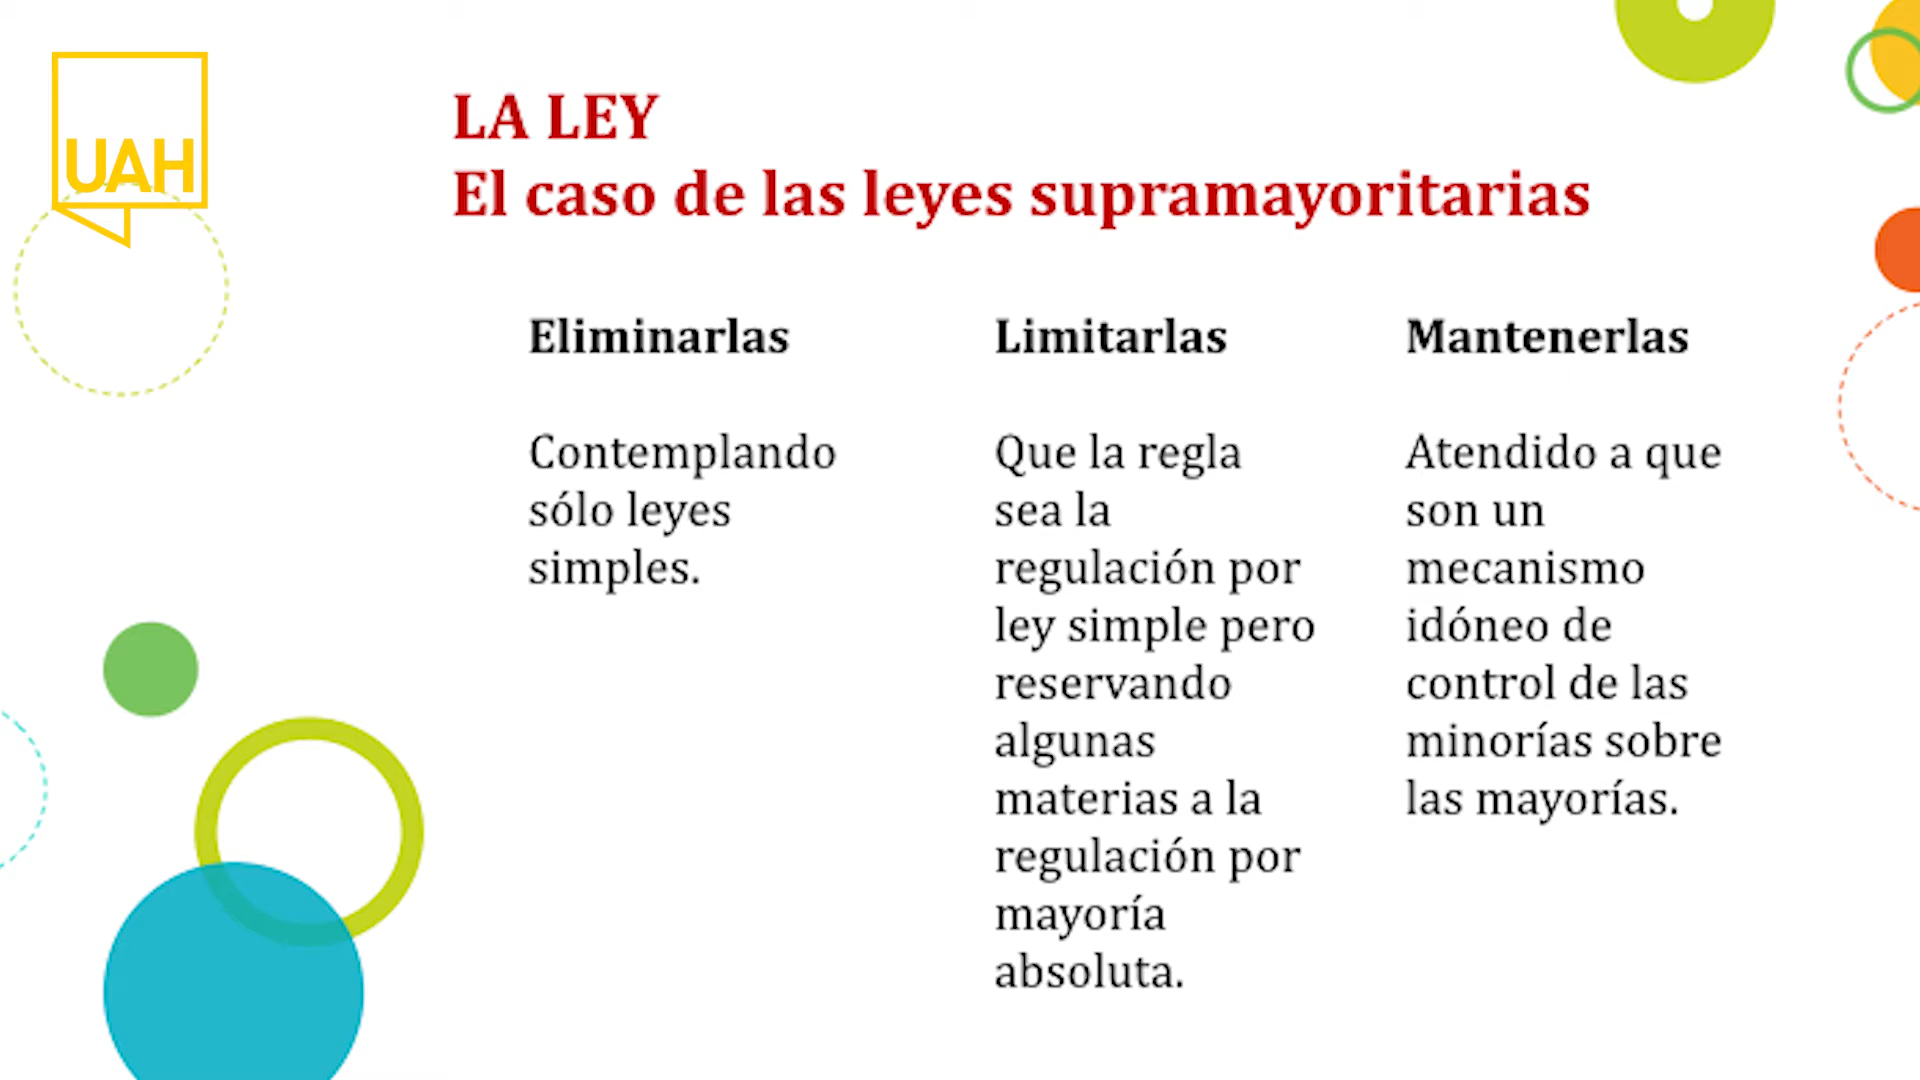 UAH
LA LEY
El caso de las leyes supramayoritarias
Eliminarlas
Contemplando
sólo leyes
simples.
Limitarlas
Que la regla
sea la
regulación por
ley simple pero
reservando
algunas
materias a la
regulación por
mayoría
absoluta.
Mantenerlas
Atendido a que
son un
mecanismo
idóneo de
control de las
minorías sobre
las mayorías.